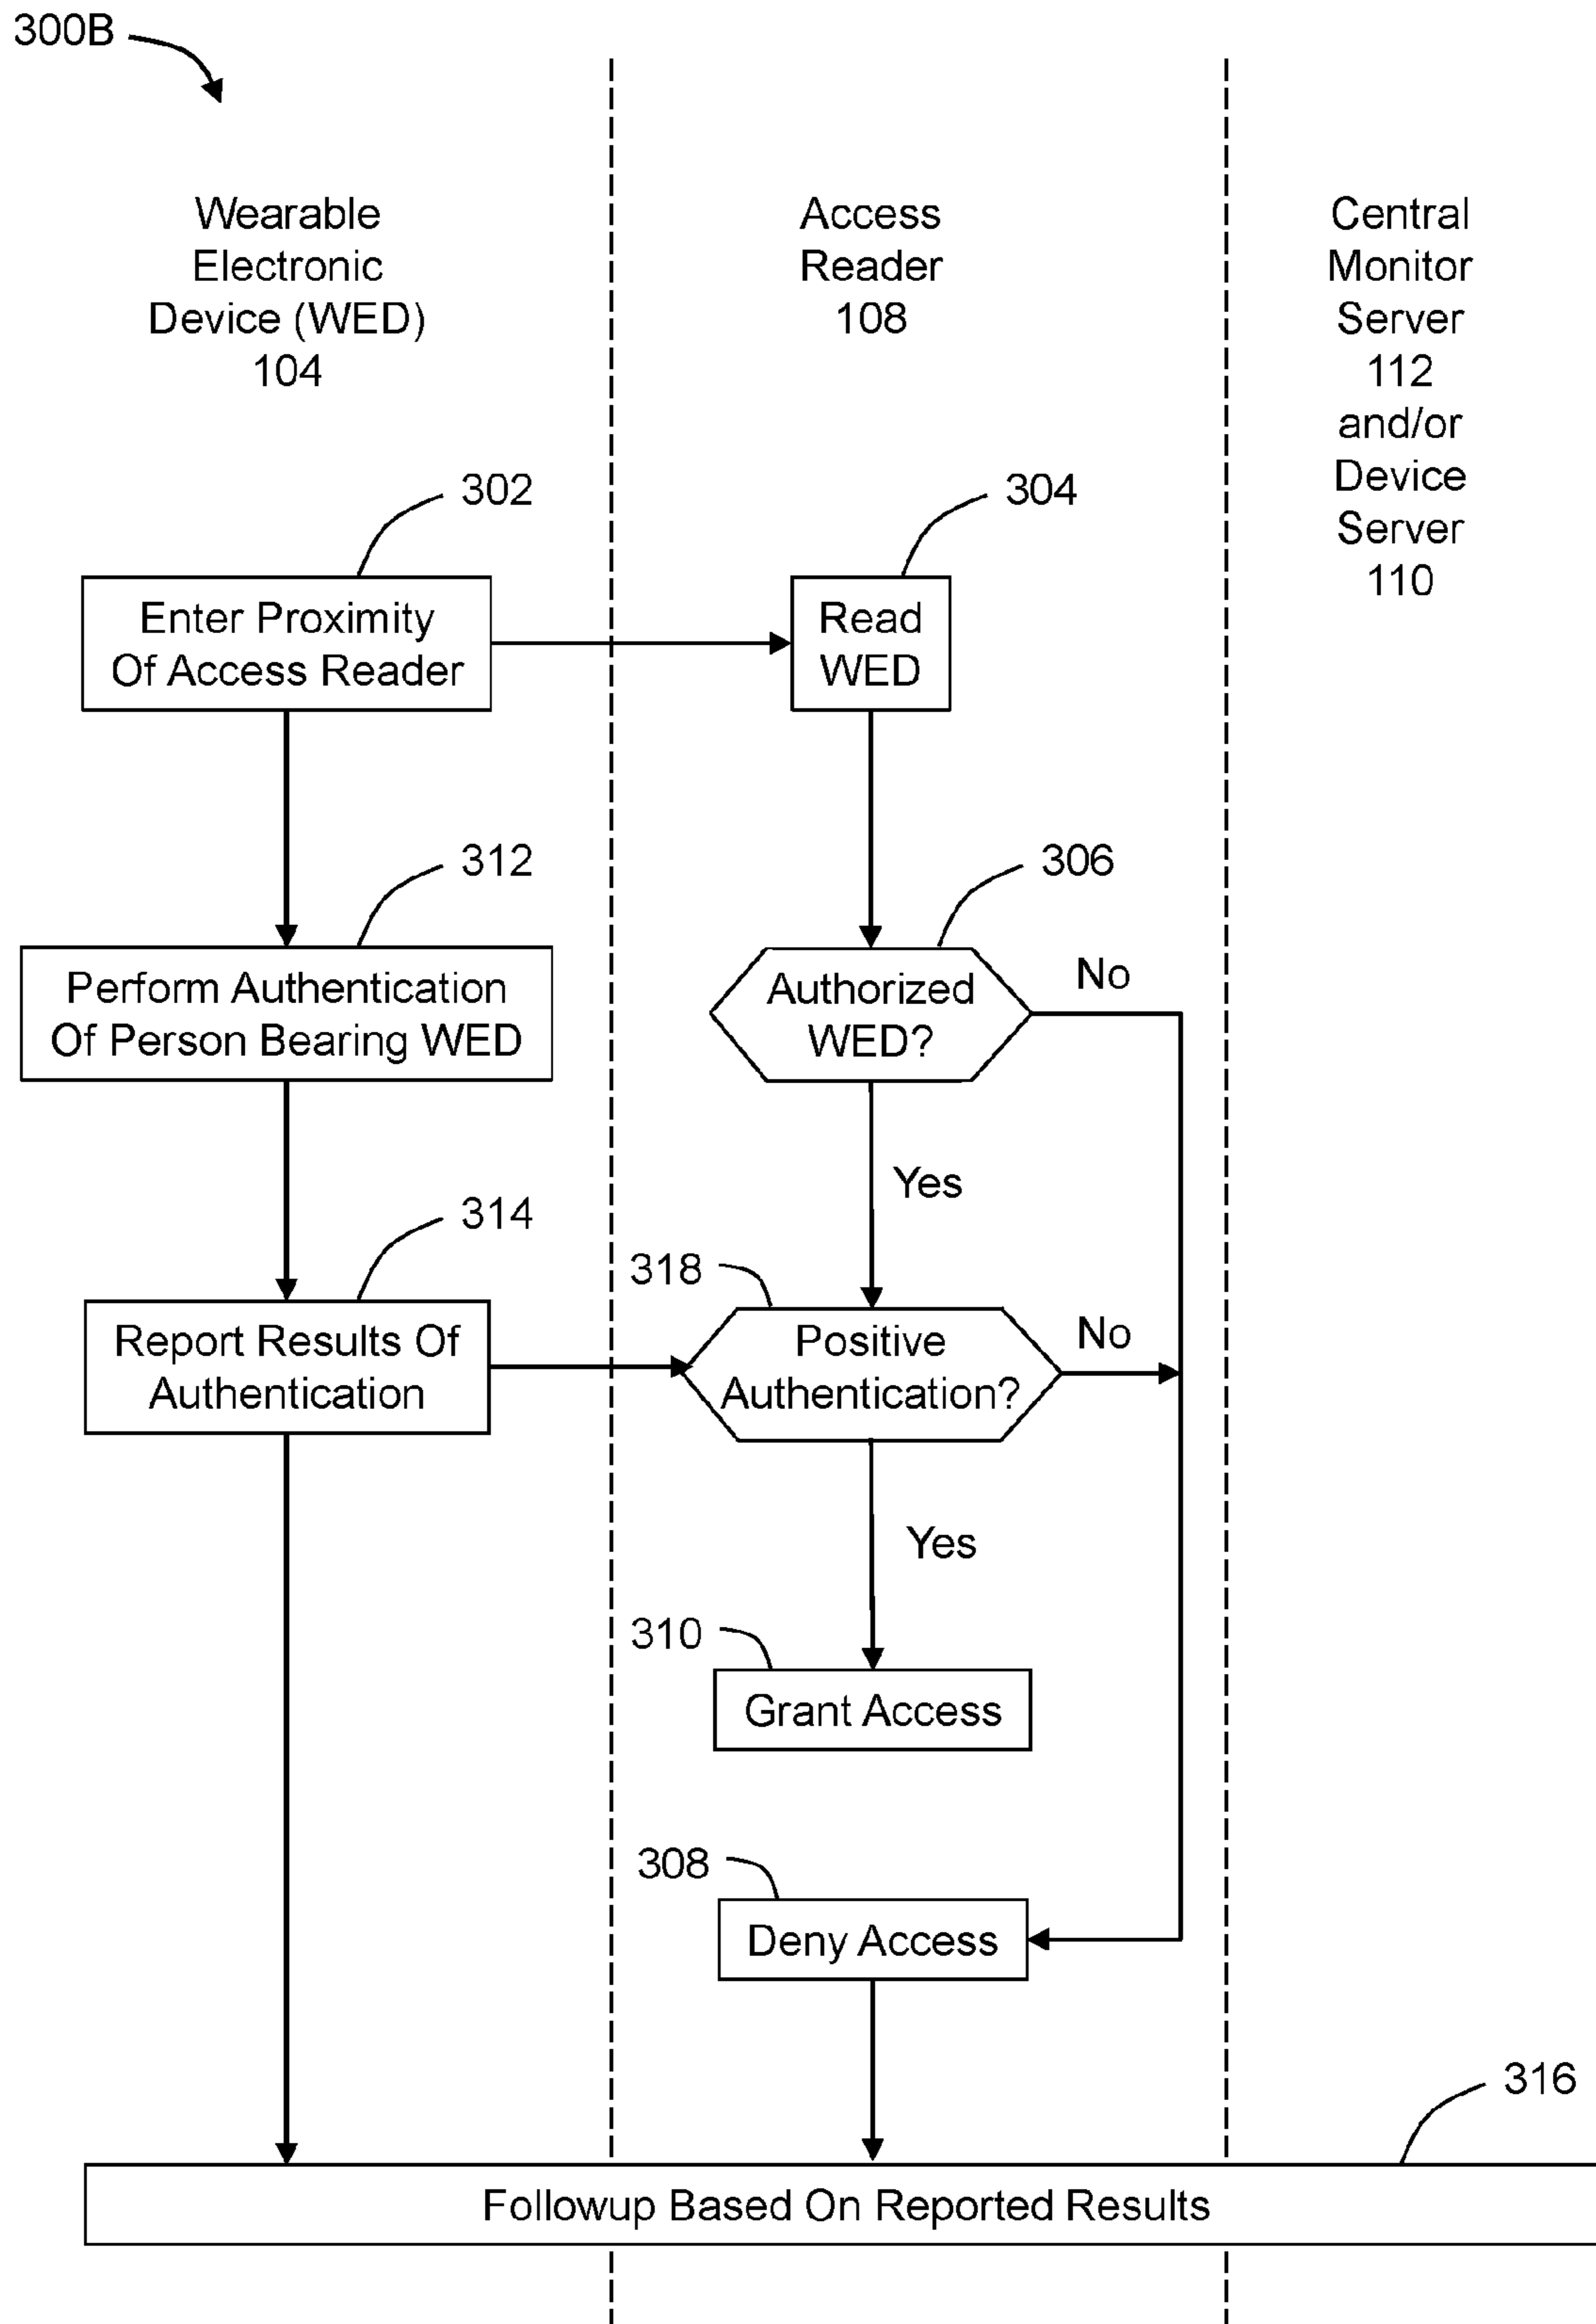 300B
Wearable
Electronic
Device (WED)
104
Access
Reader
108
Central
Monitor
Server
112
and/or
Device
Server
110
302
304
Enter Proximity
Of Access Reader
Read
WED
312
306
Perform Authentication
Of Person Bearing WED
Authorized
WED?
No
Yes
314
318
Report Results Of
Authentication
Positive
Authentication?
No
Yes
310
Grant Access
308
Deny Access
316
Followup Based On Reported Results